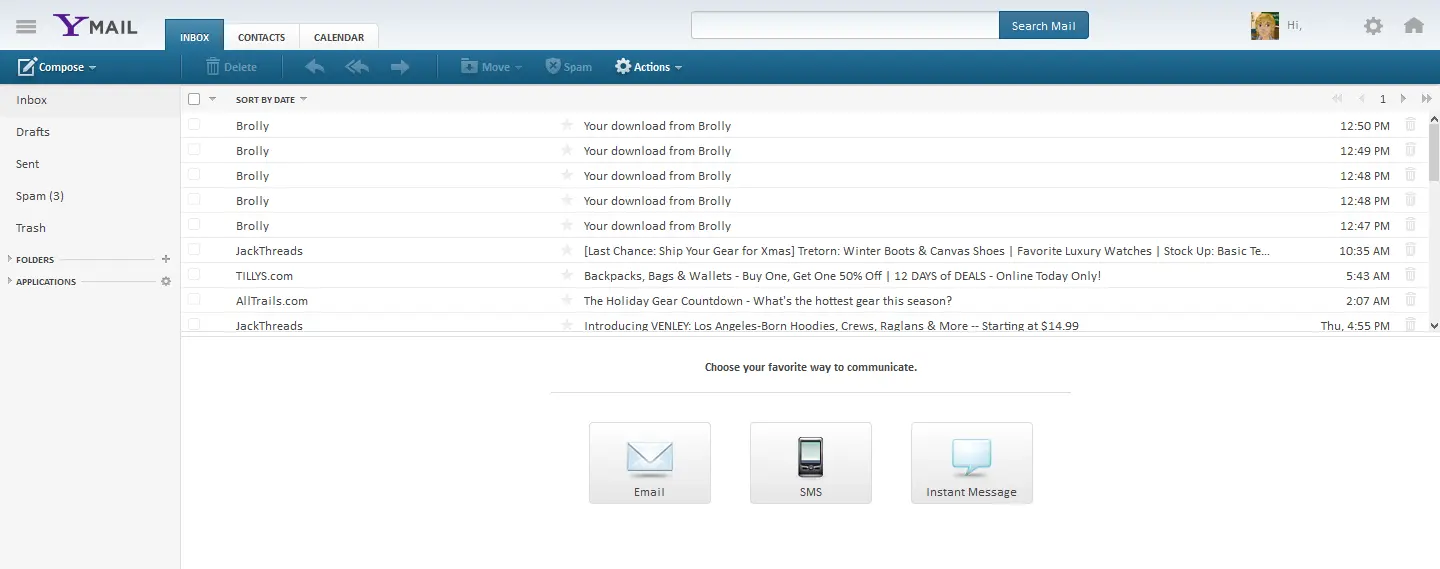 Y MAIL
INBOX CONTACTS CALENDAR
Search Mail
Hi,
Compose Delete Move Spam Actions
Inbox
Drafts
Sent
Spam (3)
Trash
FOLDERS
APPLICATIONS
SORT BY DATE 1
Brolly Your download from Brolly 12:50 PM
Brolly Your download from Brolly 12:49 PM
Brolly Your download from Brolly 12:48 PM
Brolly Your download from Brolly 12:48 PM
Brolly Your download from Brolly 12:47 PM
JackThreads [Last Chance: Ship Your Gear for Xmas] Tretorn: Winter Boots & Canvas Shoes | Favorite Luxury Watches | Stock Up: Basic Te... 10:35 AM
TILLYS.com Backpacks, Bags & Wallets - Buy One, Get One 50% Off | 12 DAYS of DEALS - Online Today Only! 5:43 AM
AllTrails.com The Holiday Gear Countdown - What's the hottest gear this season? 2:07 AM
JackThreads Introducing VENLEY: Los Angeles-Born Hoodies, Crews, Raglans & More -- Starting at $14.99 Thu, 4:55 PM
Choose your favorite way to communicate.
Email SMS Instant Message